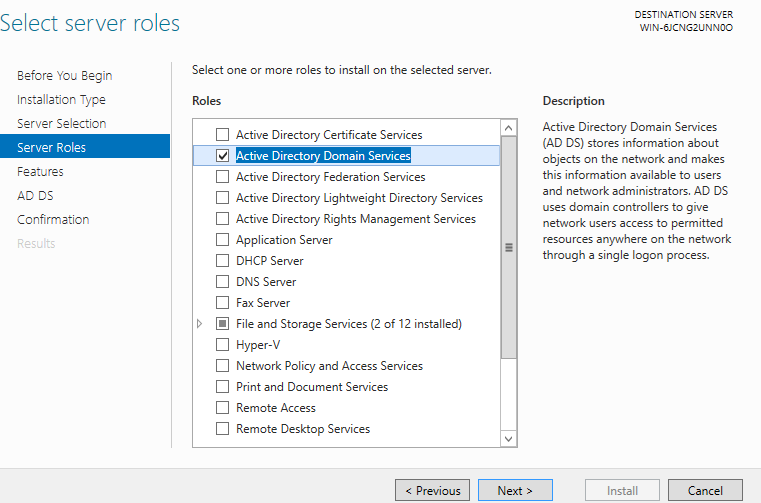 Select server roles
DESTINATION SERVER
WIN-6JCNG2UNN0O
Before You Begin
Installation Type
Server Selection
Server Roles
Features
AD DS
Confirmation
Results
Select one or more roles to install on the selected server.
Roles
Active Directory Certificate Services
Active Directory Domain Services
Active Directory Federation Services
Active Directory Lightweight Directory Services
Active Directory Rights Management Services
Application Server
DHCP Server
DNS Server
Fax Server
File and Storage Services (2 of 12 installed)
Hyper-V
Network Policy and Access Services
Print and Document Services
Remote Access
Remote Desktop Services
Description
Active Directory Domain Services
(AD DS) stores information about
objects on the network and makes
this information available to users
and network administrators. AD DS
uses domain controllers to give
network users access to permitted
resources anywhere on the network
through a single logon process.
< Previous
Next >
Install
Cancel